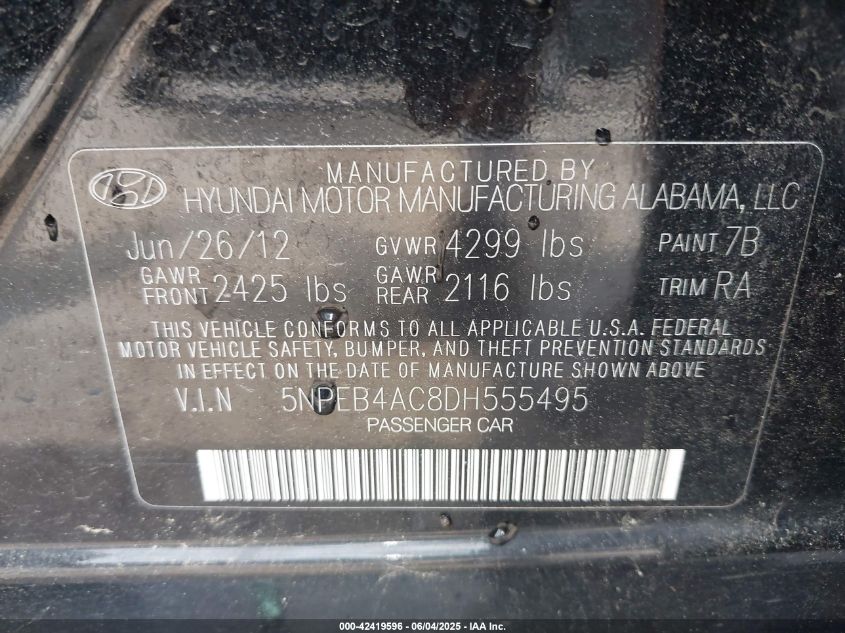 MANUFACTURED BY
HYUNDAI MOTOR MANUFACTURING ALABAMA, LLC
Jun/26/12 GVWR 4299 lbs PAINT 7B
GAWR FRONT 2425 lbs GAWR REAR 2116 lbs TRIM RA
THIS VEHICLE CONFORMS TO ALL APPLICABLE U.S.A. FEDERAL
MOTOR VEHICLE SAFETY, BUMPER, AND THEFT PREVENTION STANDARDS
IN EFFECT ON THE DATE OF MANUFACTURE SHOWN ABOVE
V.I.N 5NPEB4AC8DH555495
PASSENGER CAR
000-42419596 - 06/04/2025 - IAA Inc.